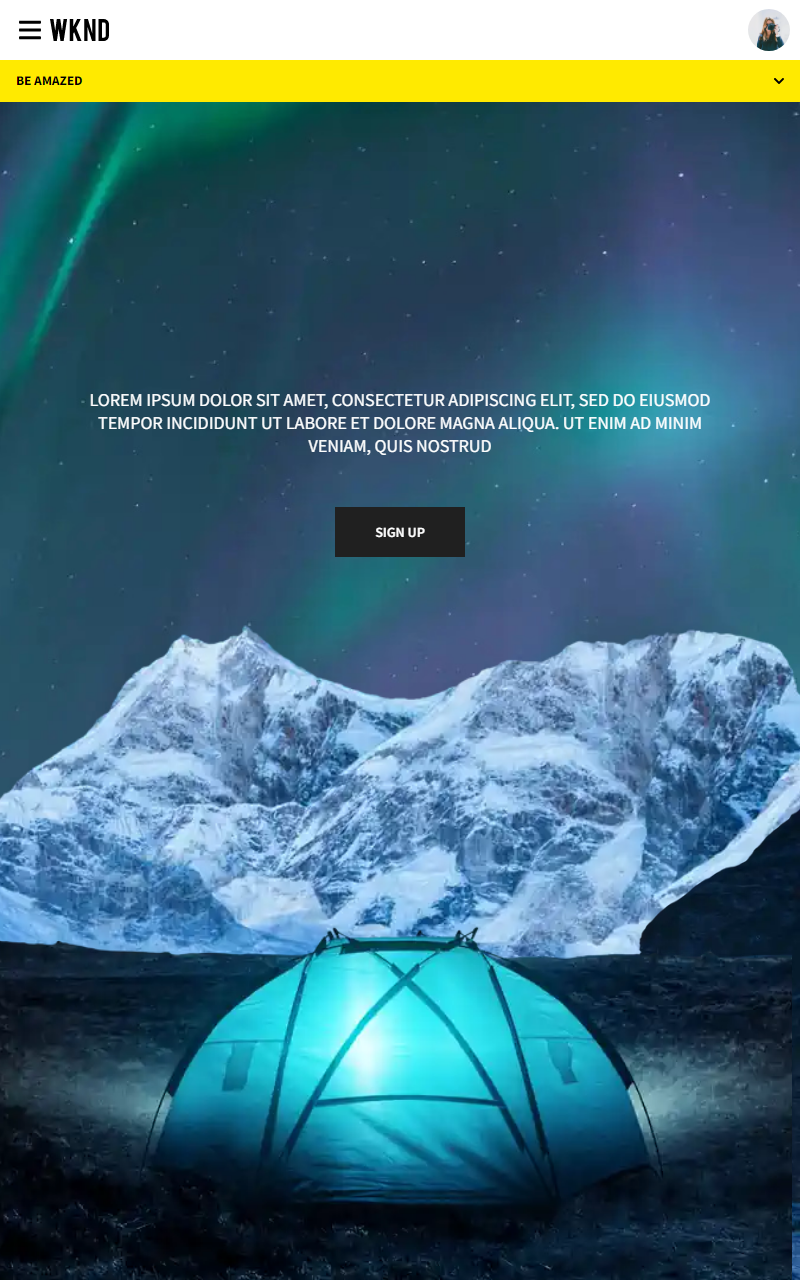 WKND
BE AMAZED
LOREM IPSUM DOLOR SIT AMET, CONSECTETUR ADIPISCING ELIT, SED DO EIUSMOD
TEMPOR INCIDIDUNT UT LABORE ET DOLORE MAGNA ALIQUA. UT ENIM AD MINIM
VENIAM, QUIS NOSTRUD
SIGN UP